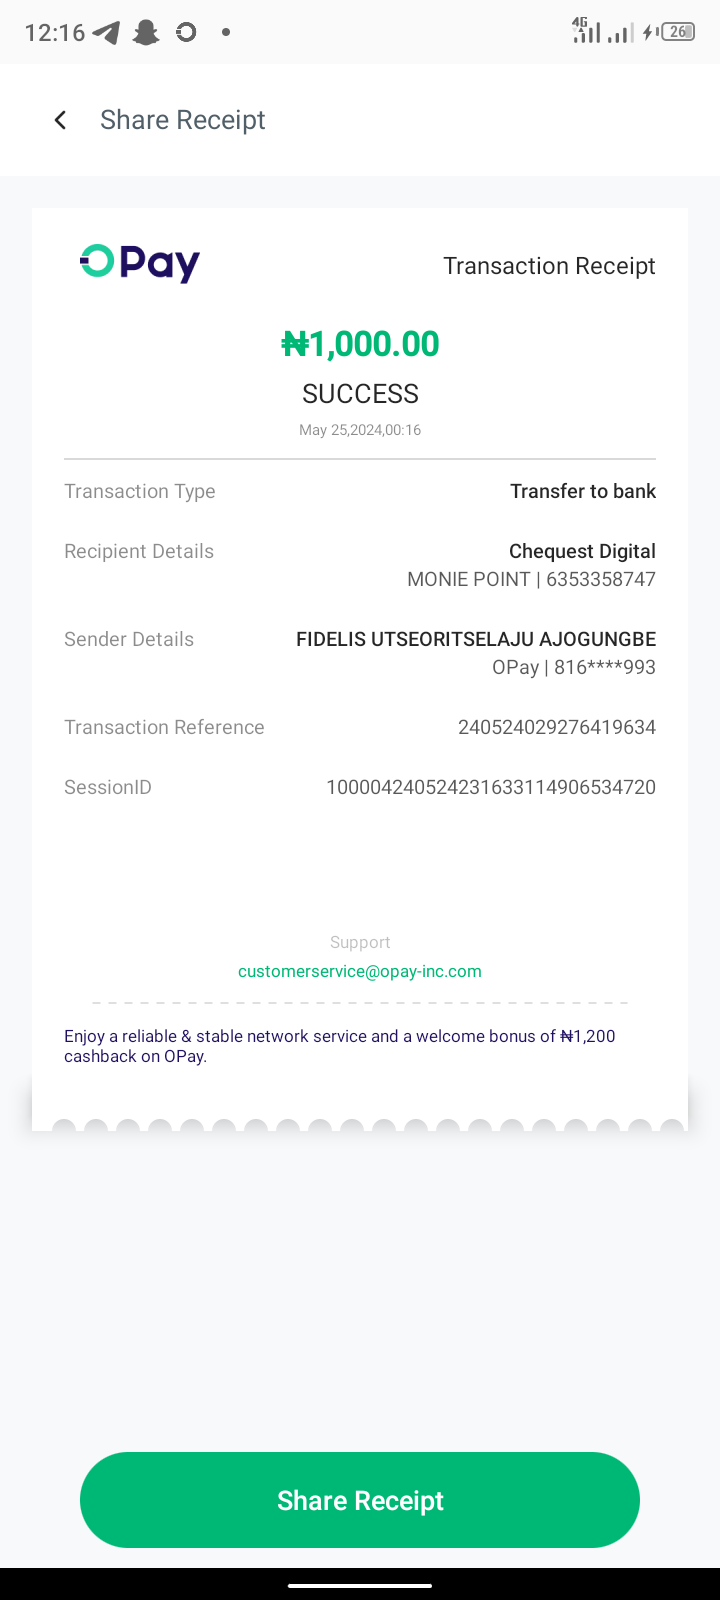 12:16 4G 26
Share Receipt
OPay Transaction Receipt
₦1,000.00
SUCCESS
May 25,2024,00:16
Transaction Type Transfer to bank
Recipient Details Chequest Digital
MONIE POINT | 6353358747
Sender Details FIDELIS UTSEORITSELAJU AJOGUNGBE
OPay | 816****993
Transaction Reference 240524029276419634
SessionID 100004240524231633114906534720
Support
customerservice@opay-inc.com
Enjoy a reliable & stable network service and a welcome bonus of ₦1,200
cashback on OPay.
Share Receipt